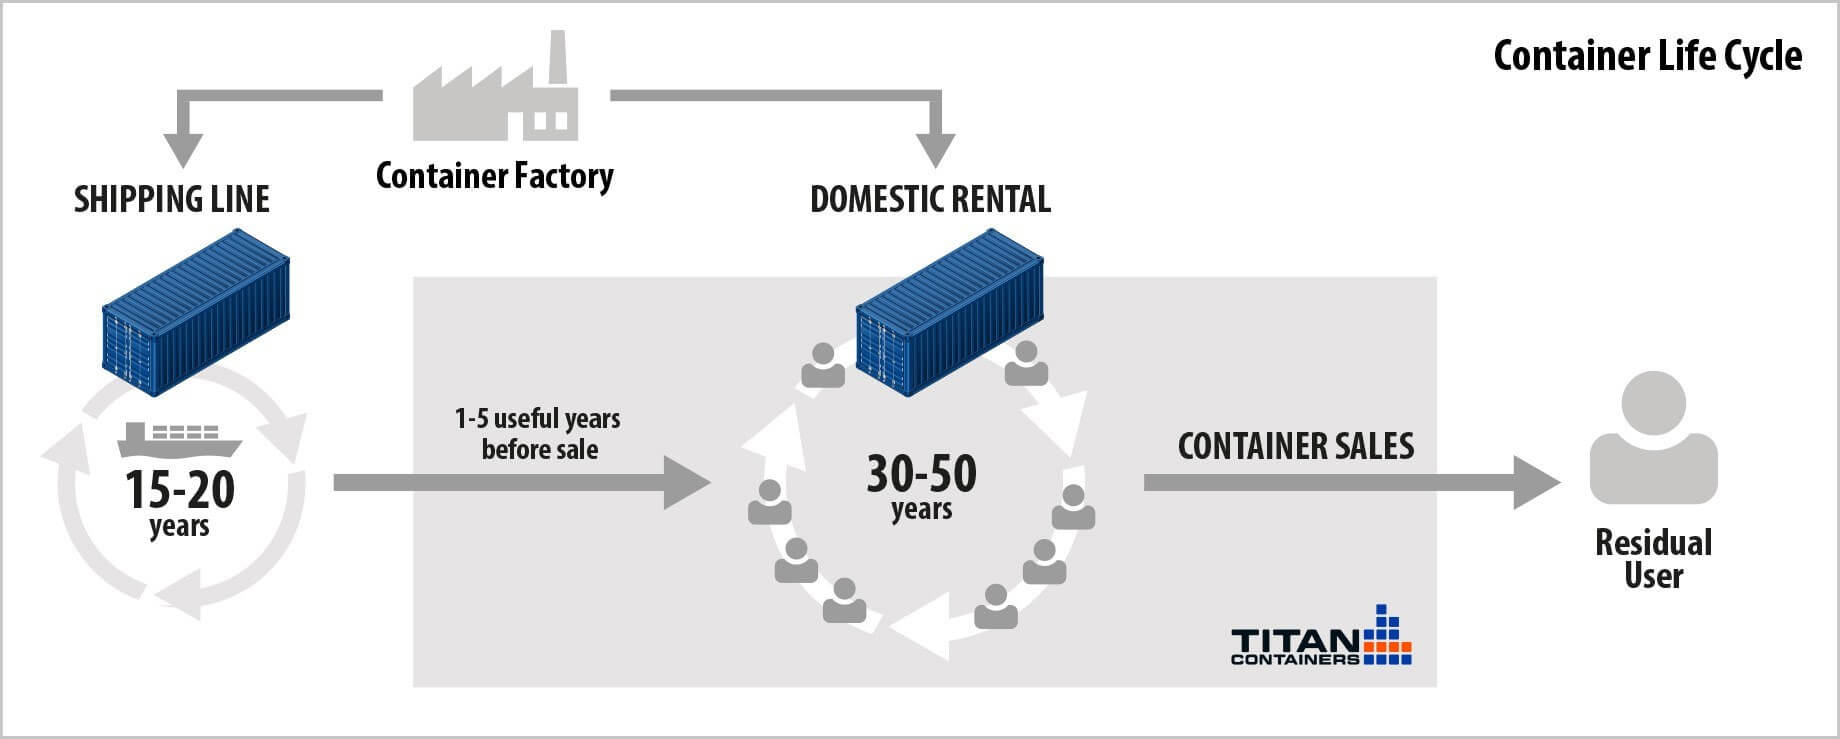 Container Life Cycle
Container Factory
SHIPPING LINE
DOMESTIC RENTAL
15-20
years
1-5 useful years
before sale
30-50
years
CONTAINER SALES
Residual
User
TITAN
CONTAINERS